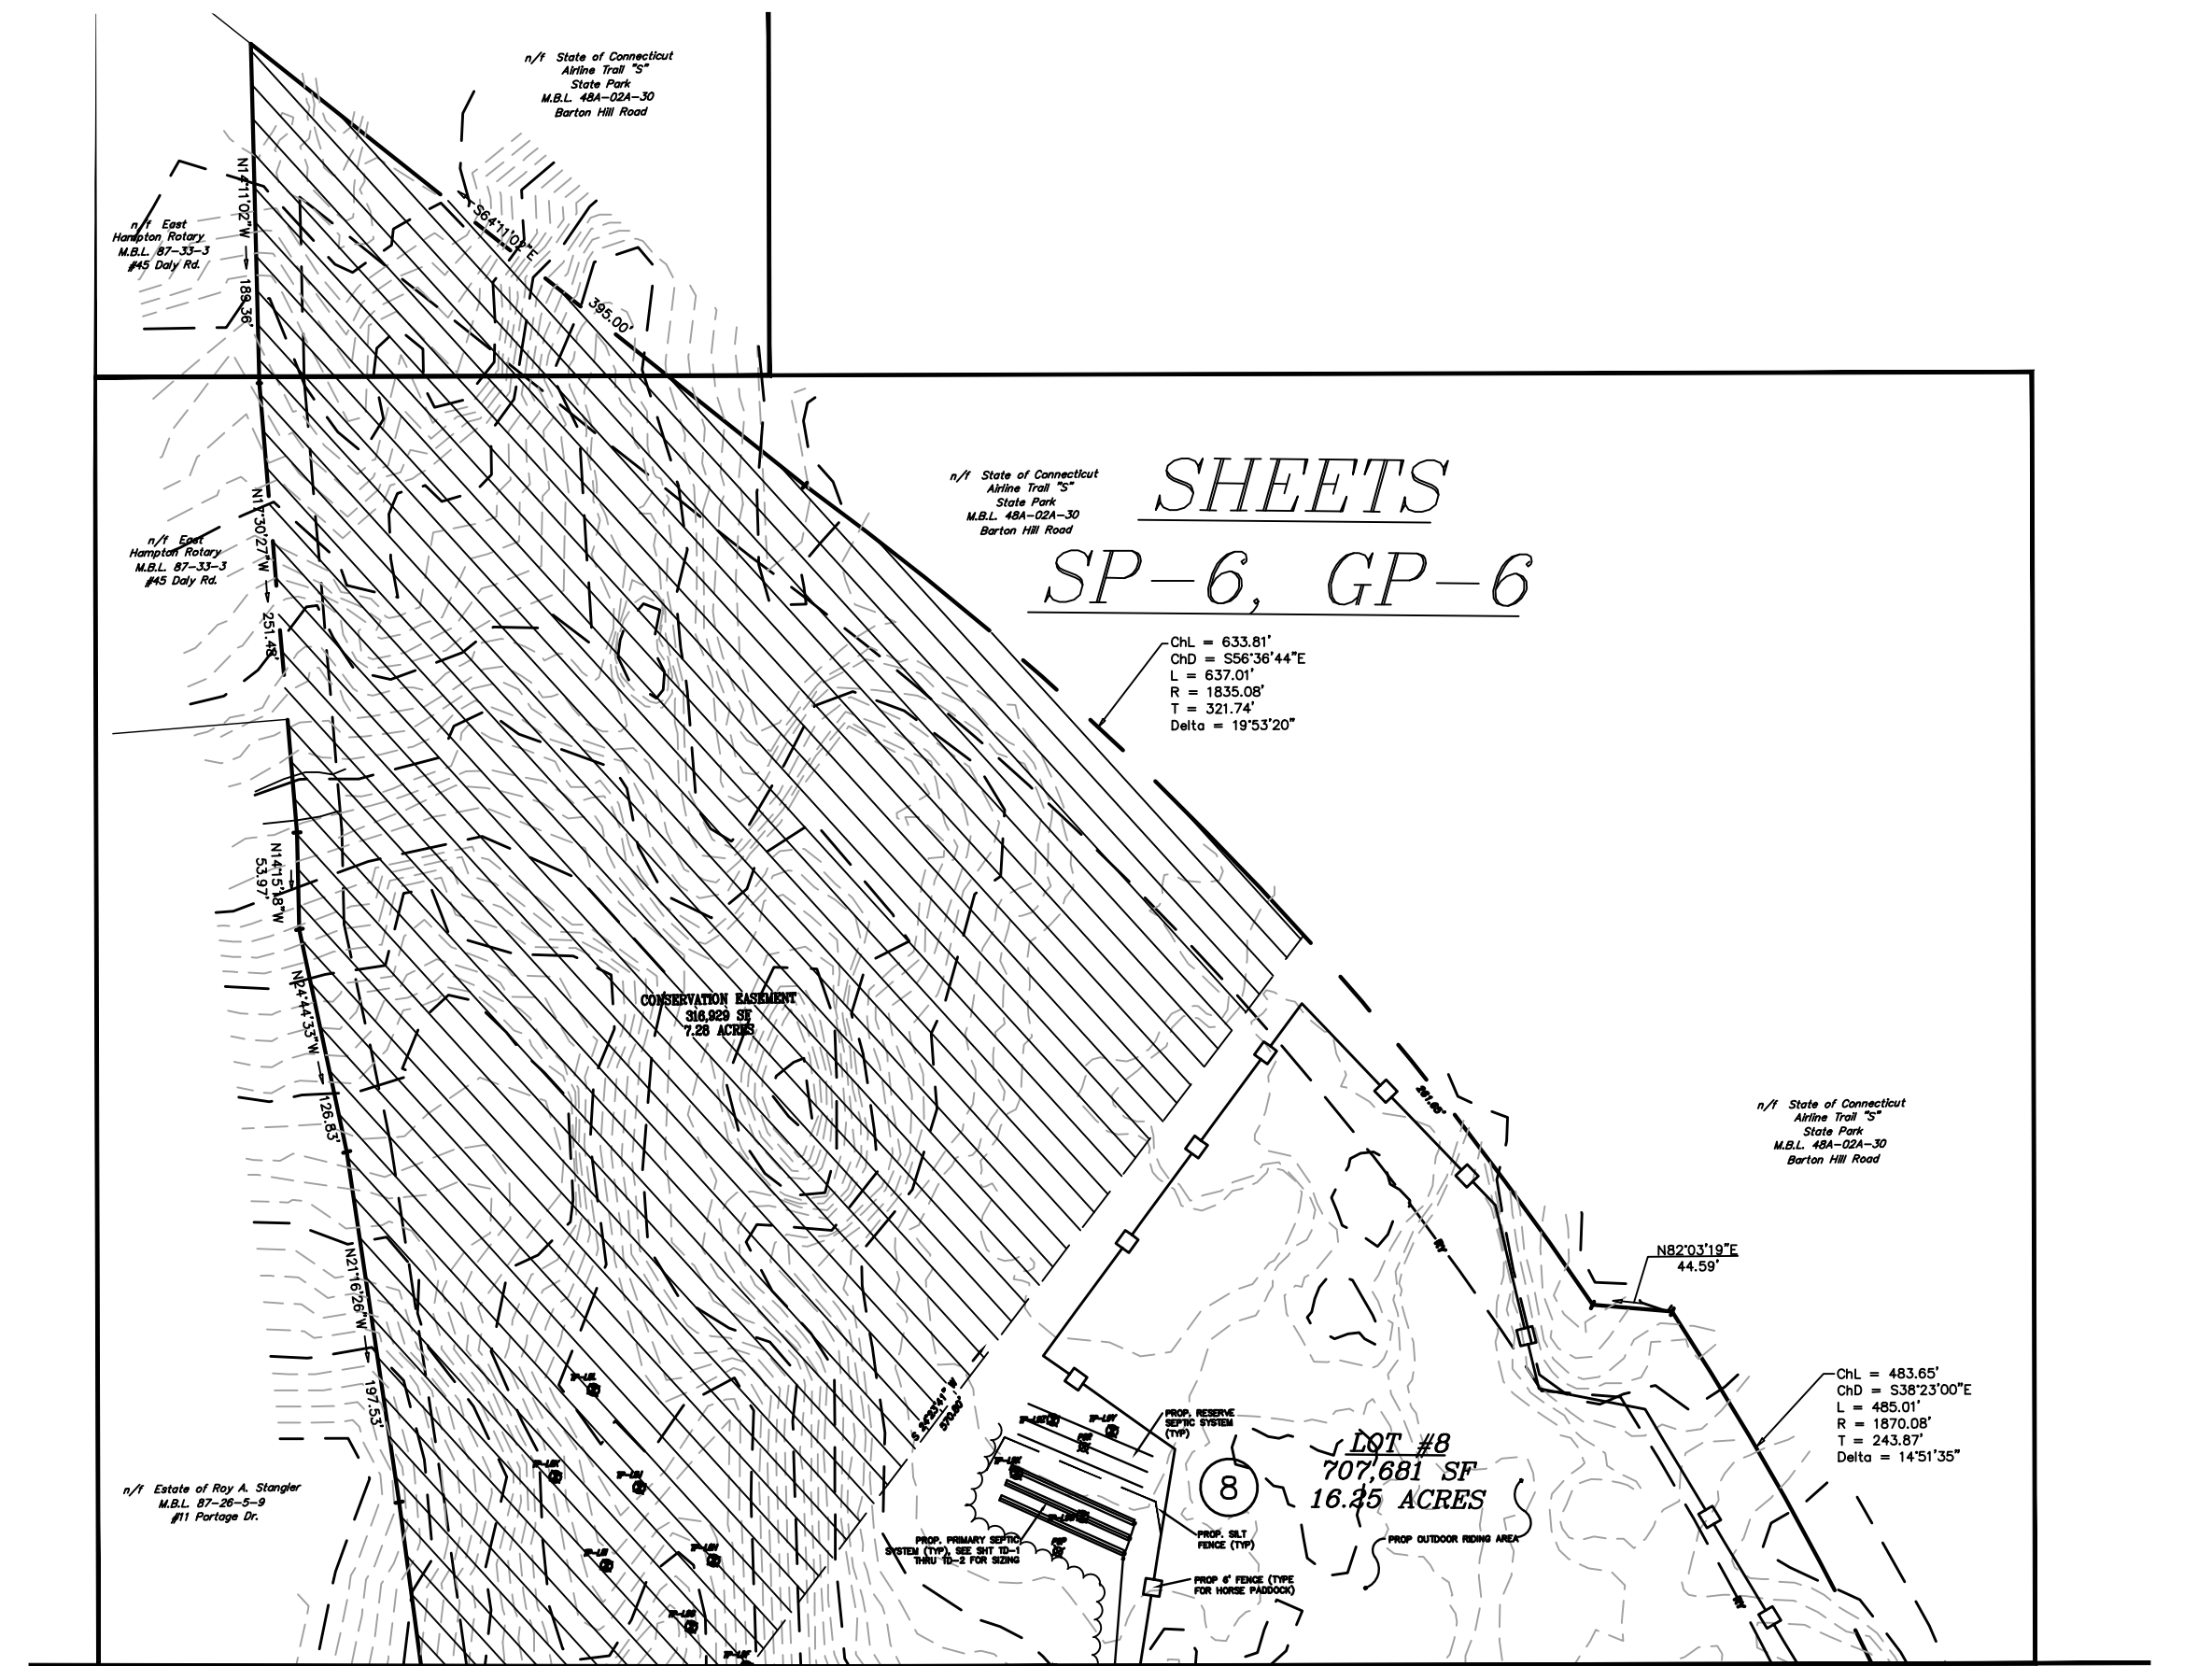 n/f State of Connecticut
Airline Trail "S"
State Park
M.B.L. 48A-02A-30
Barton Hill Road
N14°11'02"W
189.36'
S64°11'02"E
395.00'
n/f East
Hampton Rotary
M.B.L. 87-33-3
#45 Daly Rd.
n/f State of Connecticut
Airline Trail "S"
State Park
M.B.L. 48A-02A-30
Barton Hill Road
SHEETS
SP-6, GP-6
N17°30'27"W
251.48'
n/f East
Hampton Rotary
M.B.L. 87-33-3
#45 Daly Rd.
ChL = 633.81'
ChD = S56°36'44"E
L = 637.01'
R = 1835.08'
T = 321.74'
Delta = 19°53'20"
N14°15'18"W
53.97'
N24°44'33"W
126.83'
CONSERVATION EASEMENT
316,929 SF
7.28 ACRES
261.65'
n/f State of Connecticut
Airline Trail "S"
State Park
M.B.L. 48A-02A-30
Barton Hill Road
N21°16'26"W
197.53'
RY
N82°03'19"E
44.59'
S 24°23'41" W
570.80'
ChL = 483.65'
ChD = S38°23'00"E
L = 485.01'
R = 1870.08'
T = 243.87'
Delta = 14°51'35"
PROP. RESERVE
SEPTIC SYSTEM
(TYP)
LOT #8
707,681 SF
16.25 ACRES
8
n/f Estate of Roy A. Stangler
M.B.L. 87-26-5-9
#11 Portage Dr.
PROP. PRIMARY SEPTIC
SYSTEM (TYP), SEE SHT TD-1
THRU TD-2 FOR SIZING
PROP. SILT
FENCE (TYP)
PROP OUTDOOR RIDING AREA
PROP 6' FENCE (TYPE
FOR HORSE PADDOCK)
RY